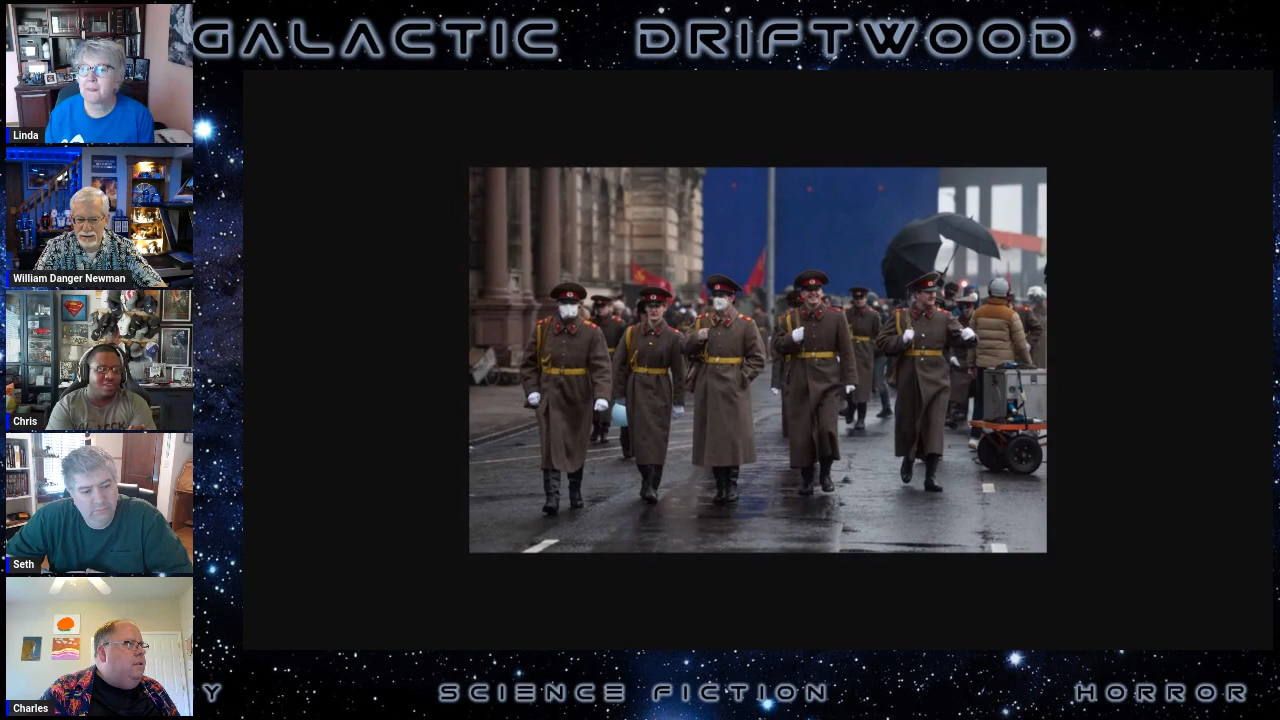 GALACTIC DRIFTWOOD
Linda
William Danger Newman
Chris
Seth
Charles
Y SCIENCE FICTION HORROR